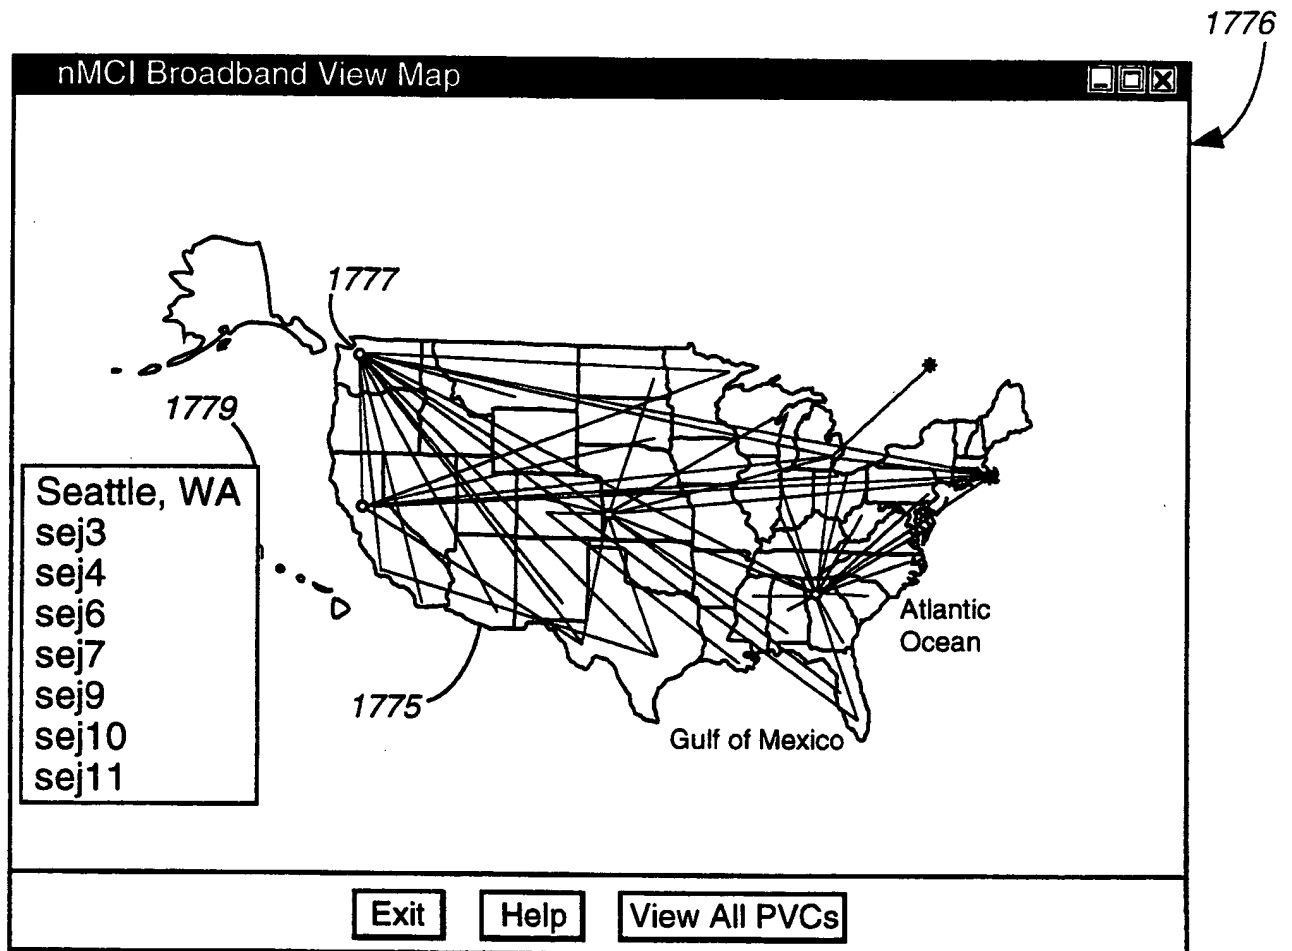 1776
nMCI Broadband View Map
1777
1779
Seattle, WA
sej3
sej4
sej6
sej7
sej9
sej10
sej11
1775
Atlantic
Ocean
Gulf of Mexico
Exit Help View All PVCs